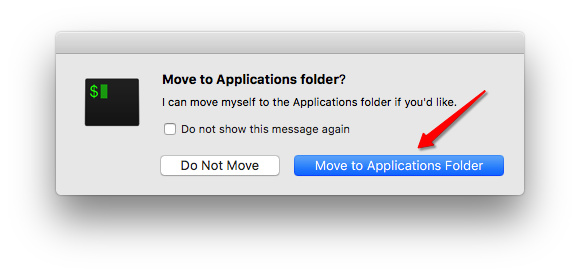 $
Move to Applications folder?
I can move myself to the Applications folder if you'd like.
Do not show this message again
Do Not Move
Move to Applications Folder